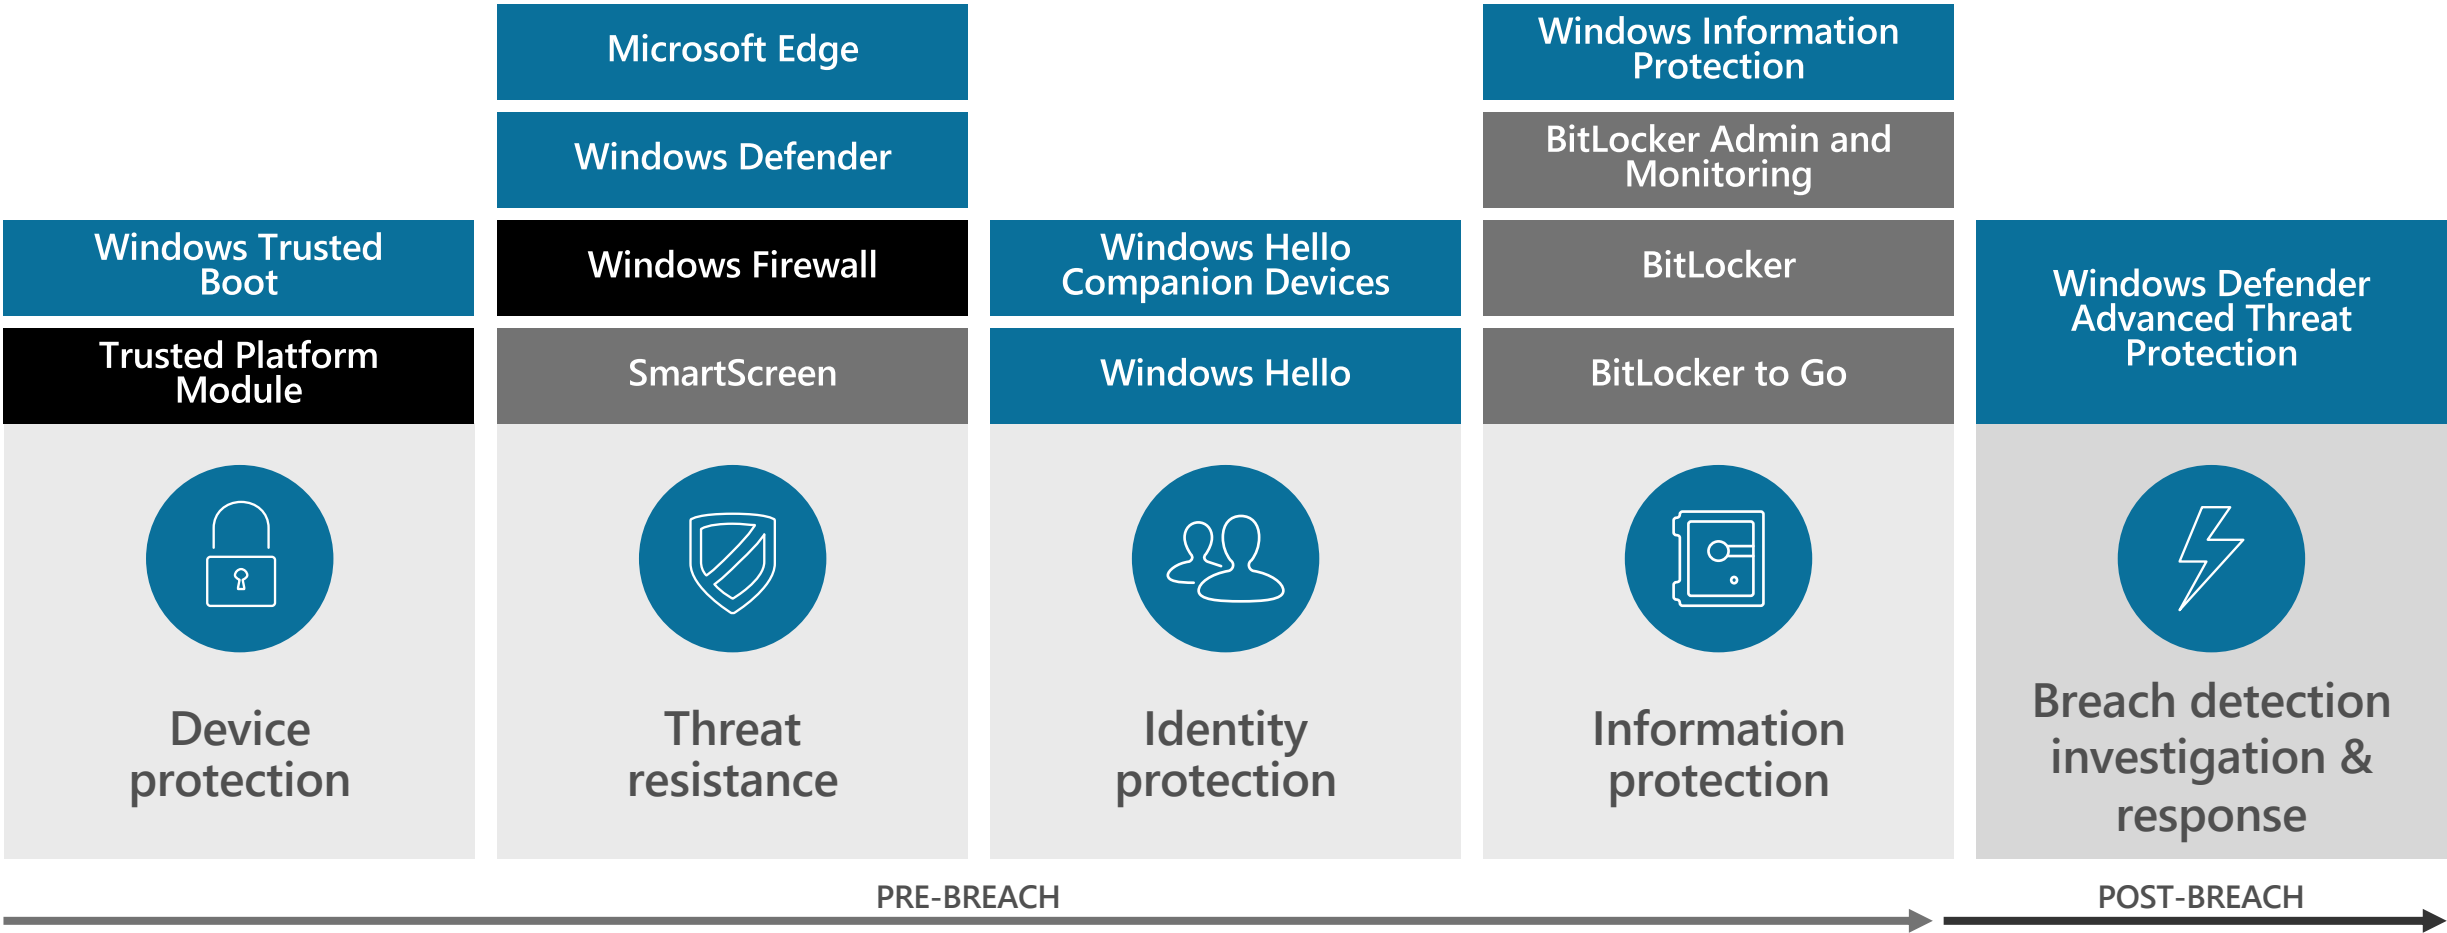 Windows Trusted
Boot
Trusted Platform
Module
Device
protection
Microsoft Edge
Windows Defender
Windows Firewall
SmartScreen
Threat
resistance
Windows Hello
Companion Devices
Windows Hello
Identity
protection
Windows Information
Protection
BitLocker Admin and
Monitoring
BitLocker
BitLocker to Go
Information
protection
Windows Defender
Advanced Threat
Protection
Breach detection
investigation &
response
PRE-BREACH
POST-BREACH